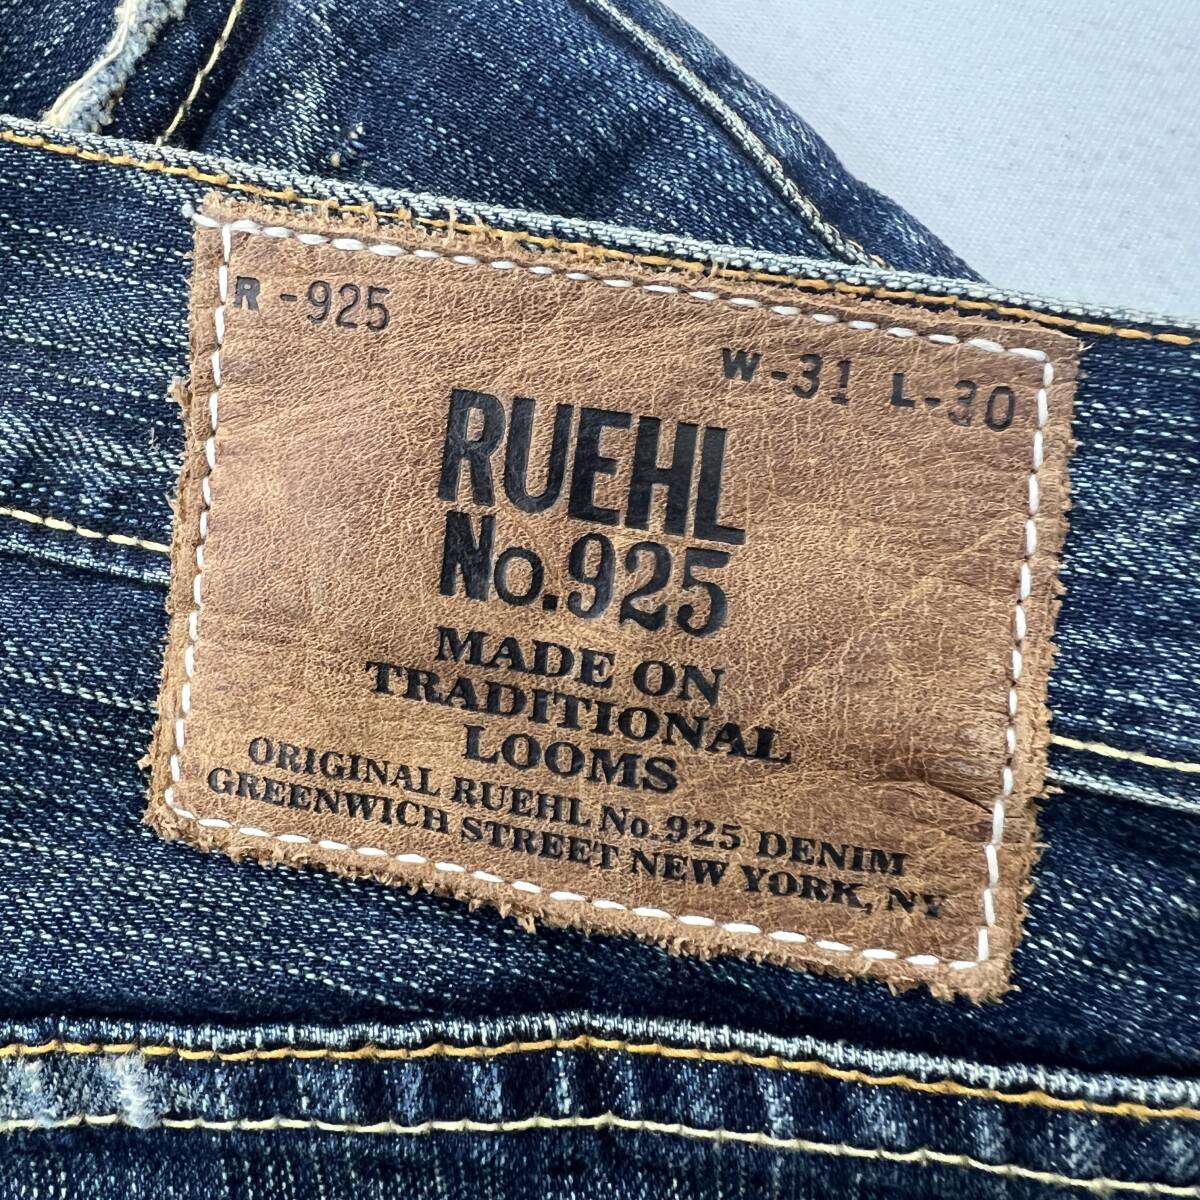 R-925
W-31 L-30
RUEHL
No.925
MADE ON
TRADITIONAL
LOOMS
ORIGINAL RUEHL No.925 DENIM
GREENWICH STREET NEW YORK, NY